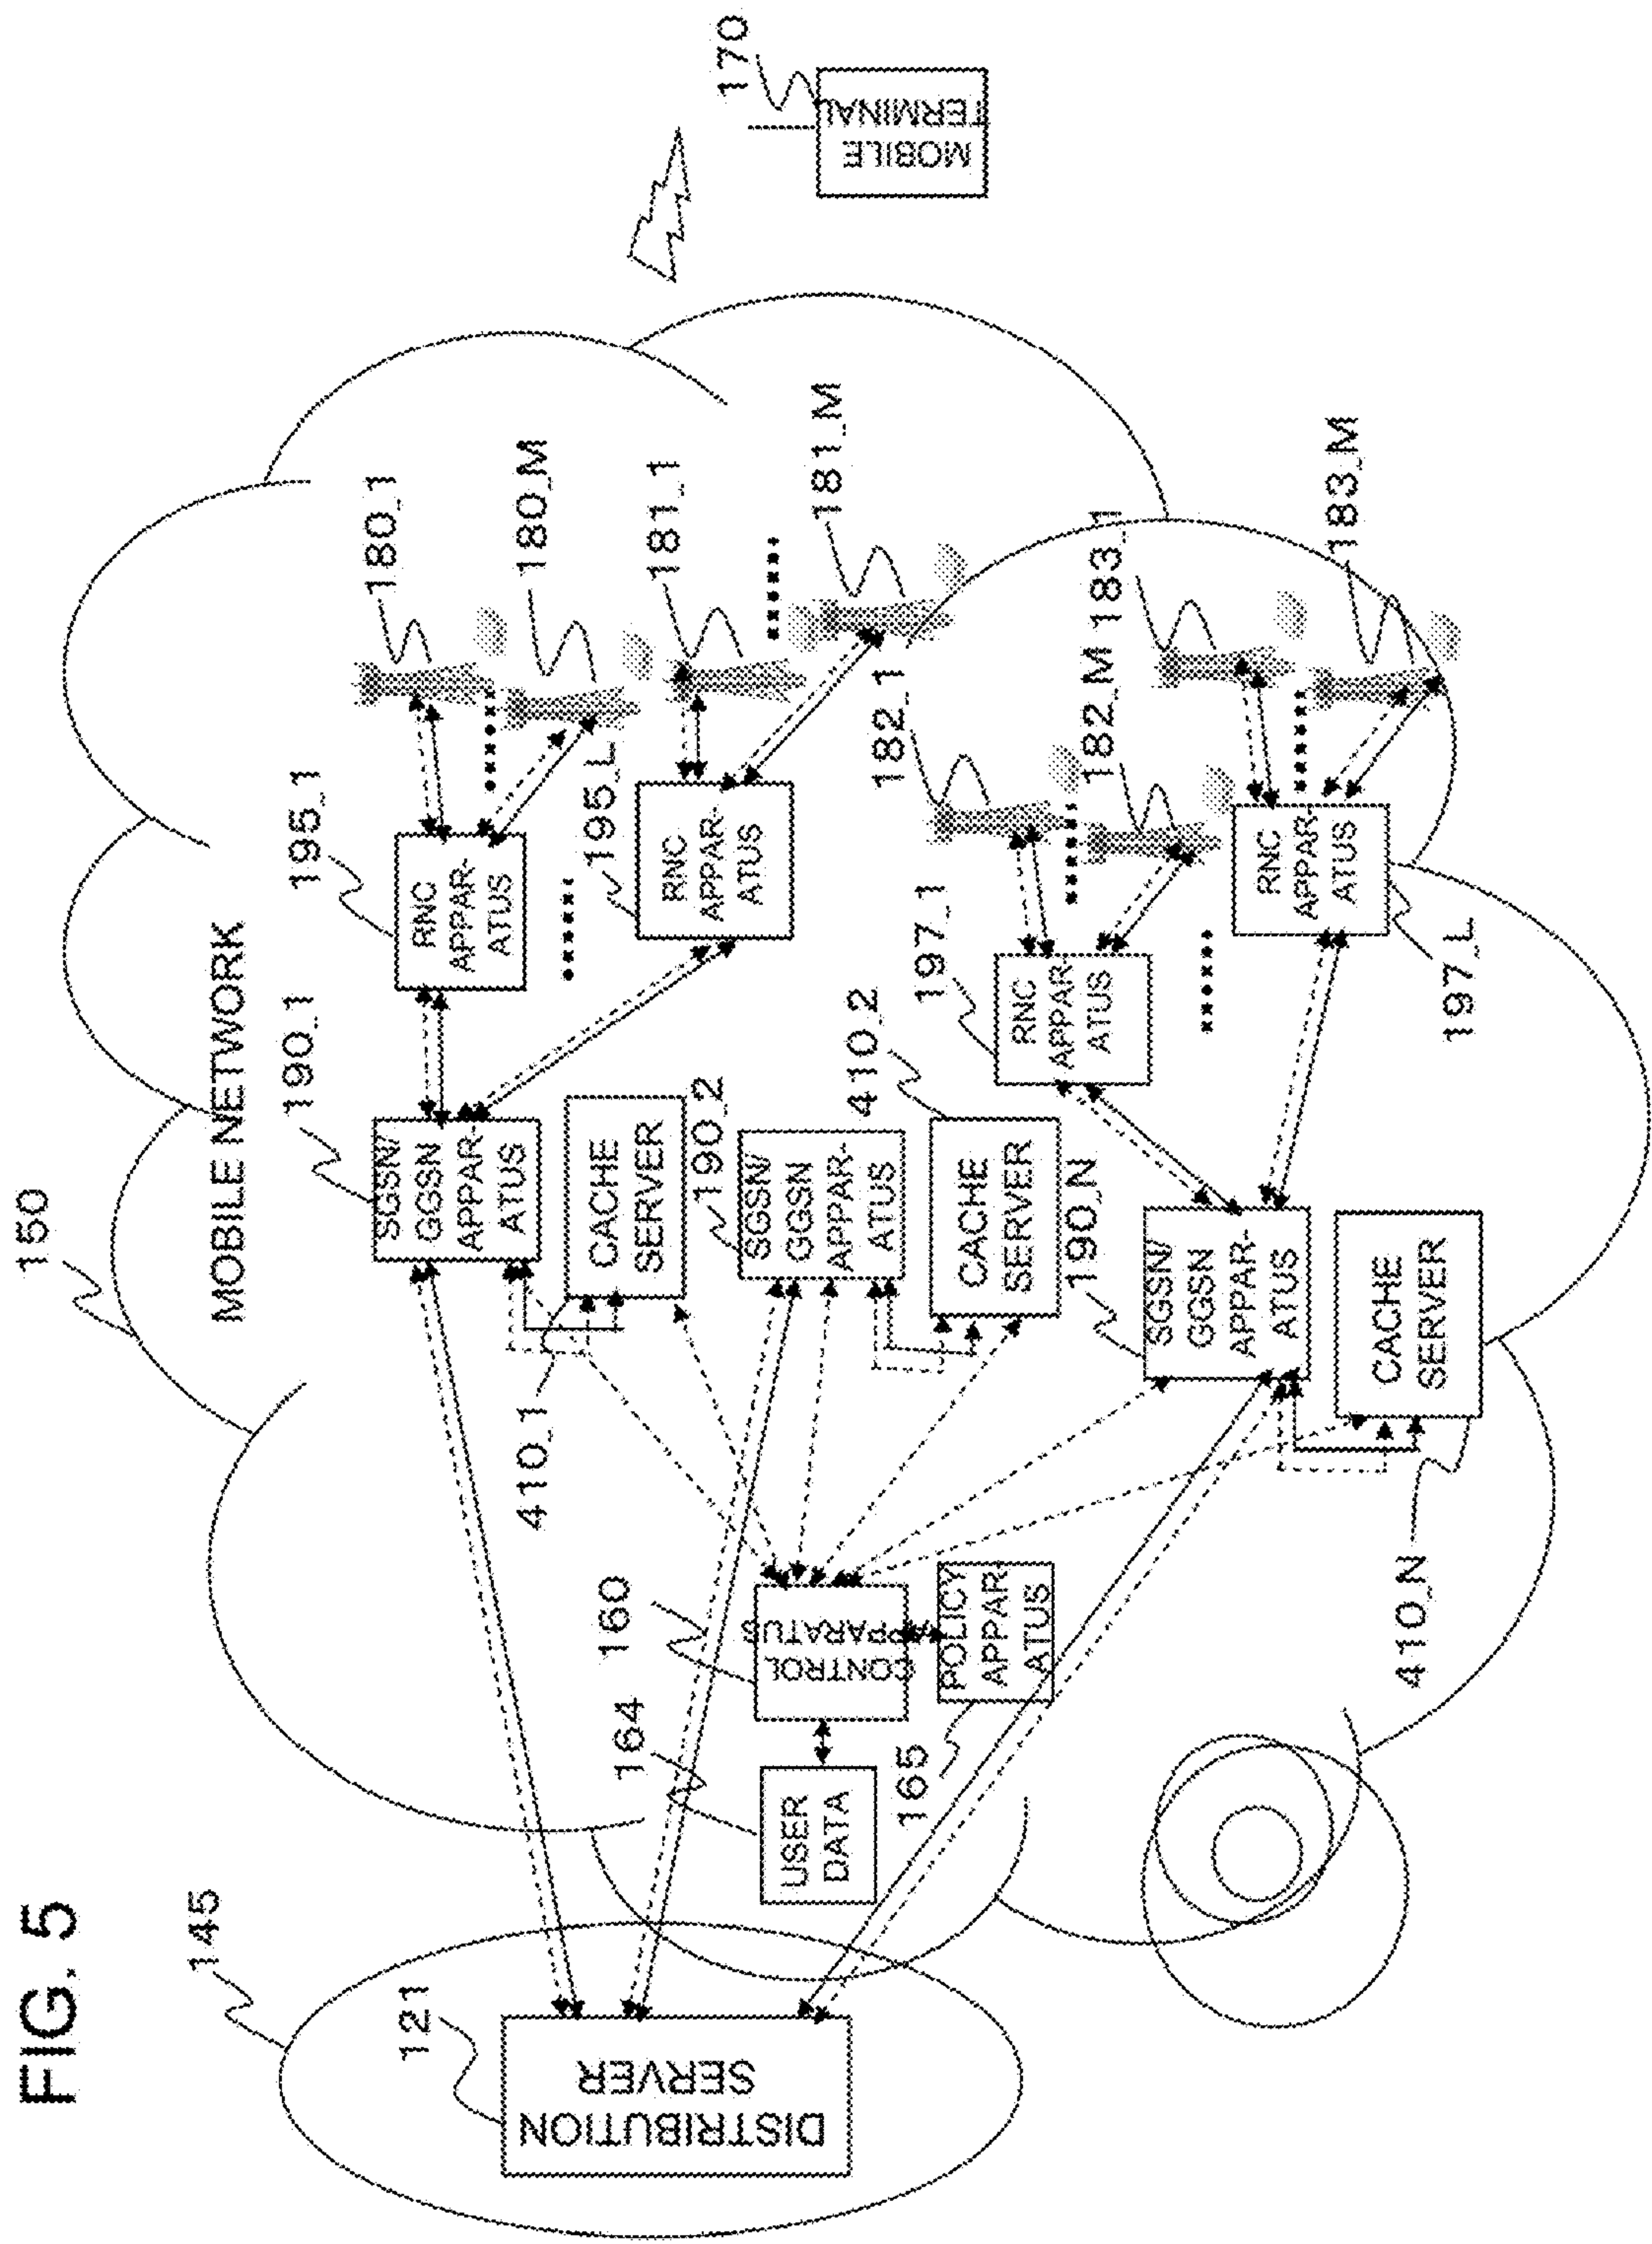 FIG. 5
145
121
DISTRIBUTION
SERVER
150
MOBILE NETWORK
164
USER
DATA
160
CONTROL
APPARATUS
165
POLICY
APPAR-
ATUS
190_1
SGSN/
GGSN
APPAR-
ATUS
410_1
CACHE
SERVER
190_2
SGSN/
GGSN
APPAR-
ATUS
410_2
CACHE
SERVER
190_N
SGSN/
GGSN
APPAR-
ATUS
410_N
CACHE
SERVER
195_1
RNC
APPAR-
ATUS
195_L
RNC
APPAR-
ATUS
197_1
RNC
APPAR-
ATUS
197_L
RNC
APPAR-
ATUS
180_1
180_M
181_1
181_M
182_1
182_M
183_1
183_M
170
MOBILE
TERMINAL